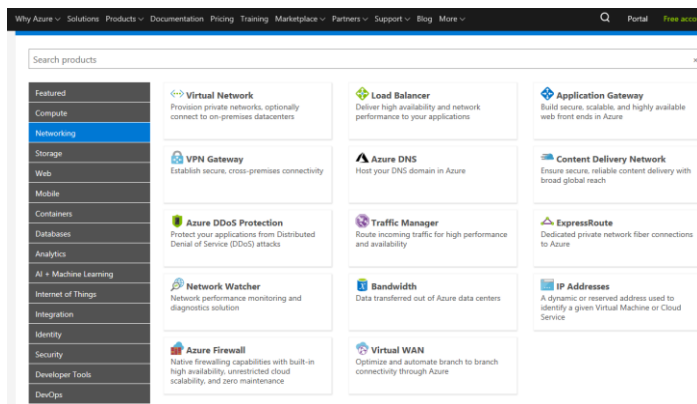 Why Azure Solutions Products Documentation Pricing Training Marketplace Partners Support Blog More Portal Free acco
Search products
Featured
Compute
Networking
Storage
Web
Mobile
Containers
Databases
Analytics
AI + Machine Learning
Internet of Things
Integration
Identity
Security
Developer Tools
DevOps
Virtual Network
Provision private networks, optionally
connect to on-premises datacenters
Load Balancer
Deliver high availability and network
performance to your applications
Application Gateway
Build secure, scalable, and highly available
web front ends in Azure
VPN Gateway
Establish secure, cross-premises connectivity
Azure DNS
Host your DNS domain in Azure
Content Delivery Network
Ensure secure, reliable content delivery with
broad global reach
Azure DDoS Protection
Protect your applications from Distributed
Denial of Service (DDoS) attacks
Traffic Manager
Route incoming traffic for high performance
and availability
ExpressRoute
Dedicated private network fiber connections
to Azure
Network Watcher
Network performance monitoring and
diagnostics solution
Bandwidth
Data transferred out of Azure data centers
IP Addresses
A dynamic or reserved address used to
identify a given Virtual Machine or Cloud
Service
Azure Firewall
Native firewalling capabilities with built-in
high availability, unrestricted cloud
scalability, and zero maintenance
Virtual WAN
Optimize and automate branch to branch
connectivity through Azure